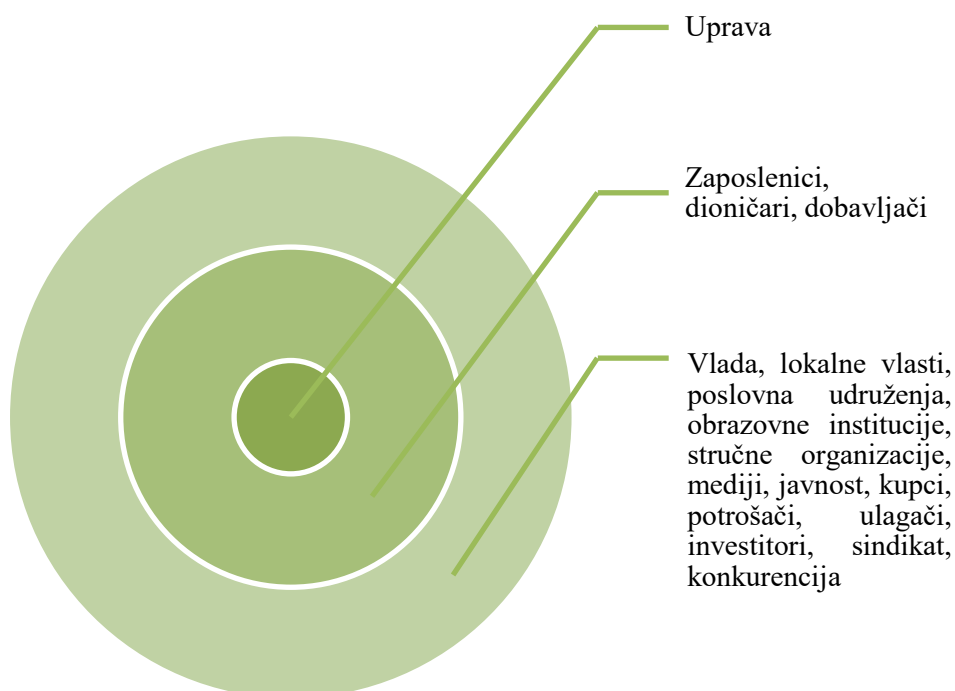 Uprava
Zaposlenici,
dioničari, dobavljači
Vlada, lokalne vlasti,
poslovna udruženja,
obrazovne institucije,
stručne organizacije,
mediji, javnost, kupci,
potrošači, ulagači,
investitori, sindikat,
konkurencija